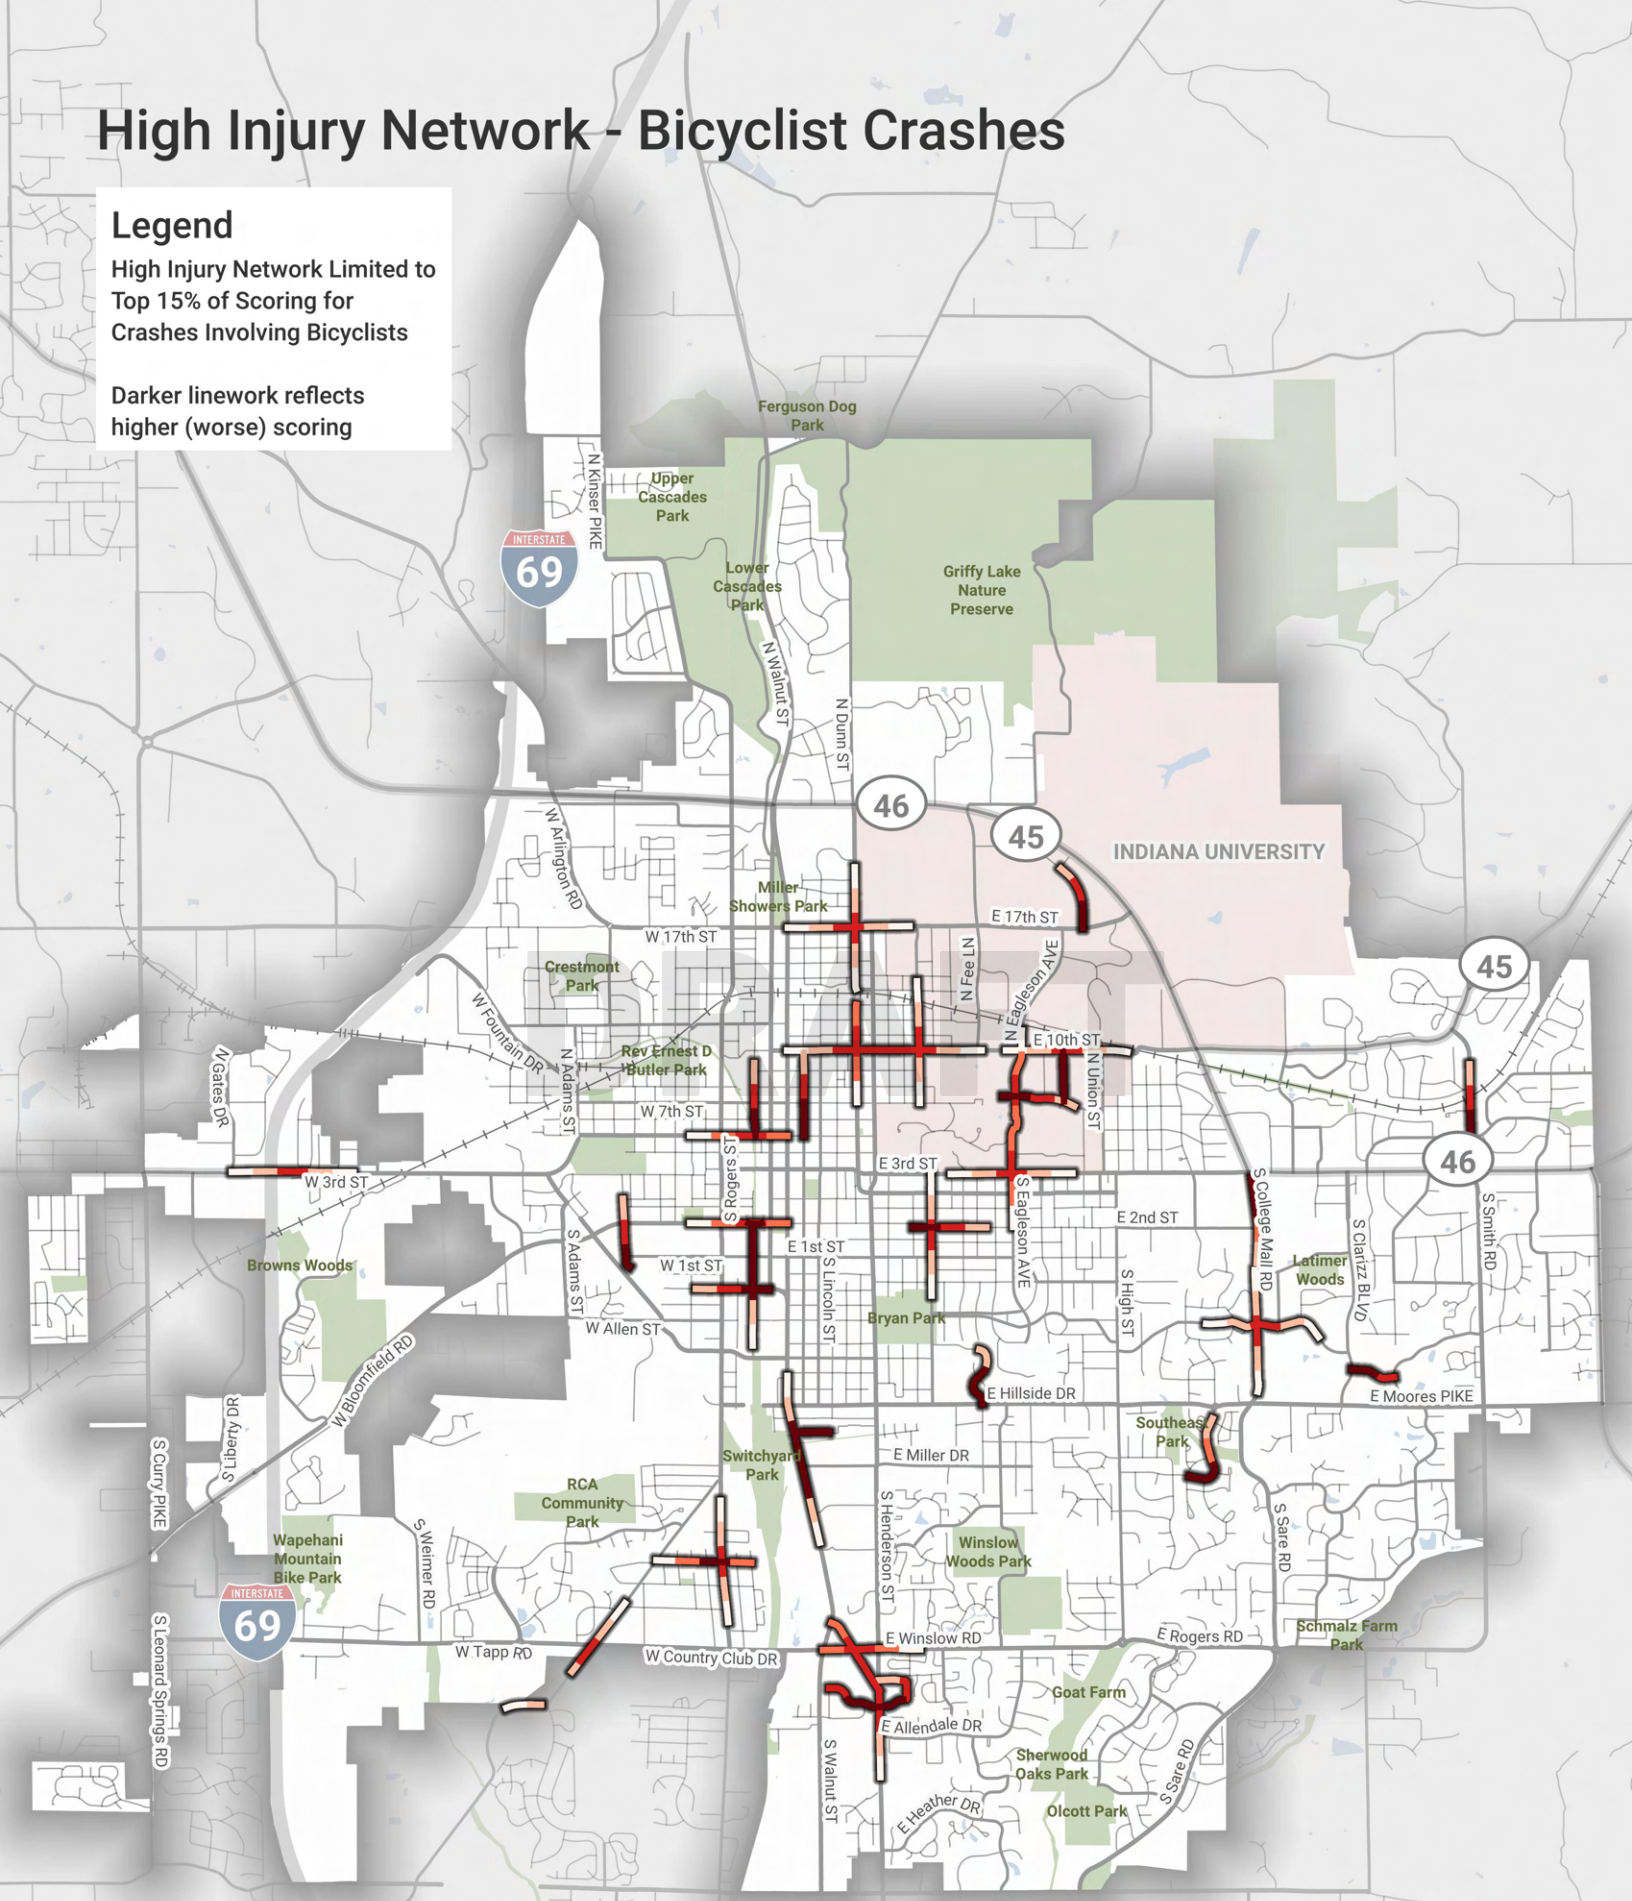 High Injury Network - Bicyclist Crashes
Legend
High Injury Network Limited to
Top 15% of Scoring for
Crashes Involving Bicyclists
Darker linework reflects
higher (worse) scoring
Ferguson Dog
Park
Upper
Cascades
Park
N Kinser PIKE
INTERSTATE
69
Lower
Cascades
Park
Griffy Lake
Nature
Preserve
N Walnut ST
N Dunn ST
46
45
W Arlington RD
INDIANA UNIVERSITY
Miller
Showers Park
E 17th ST
W 17th ST
N Fee LN
N Eagleson AVE
45
Crestmont
Park
DRAFT
W Fountain DR
E 10th ST
Rev Ernest D
Butler Park
N Gates DR
N Adams ST
N Union ST
W 7th ST
46
E 3rd ST
W 3rd ST
S Rogers ST
S Eagleson AVE
S College Mall RD
S Smith RD
E 2nd ST
S Clarizz BLVD
E 1st ST
W 1st ST
S Adams ST
S Lincoln ST
Latimer
Woods
Browns Woods
S High ST
Bryan Park
W Allen ST
W Bloomfield RD
E Hillside DR
E Moores PIKE
S Liberty DR
S Curry PIKE
Southeast
Park
E Miller DR
Switchyard
Park
RCA
Community
Park
S Henderson ST
S Sare RD
S Weimer RD
Wapehani
Mountain
Bike Park
Winslow
Woods Park
INTERSTATE
69
S Leonard Springs RD
E Winslow RD
E Rogers RD
Schmalz Farm
Park
W Tapp RD
W Country Club DR
Goat Farm
E Allendale DR
S Walnut ST
Sherwood
Oaks Park
S Sare RD
E Heather DR
Olcott Park